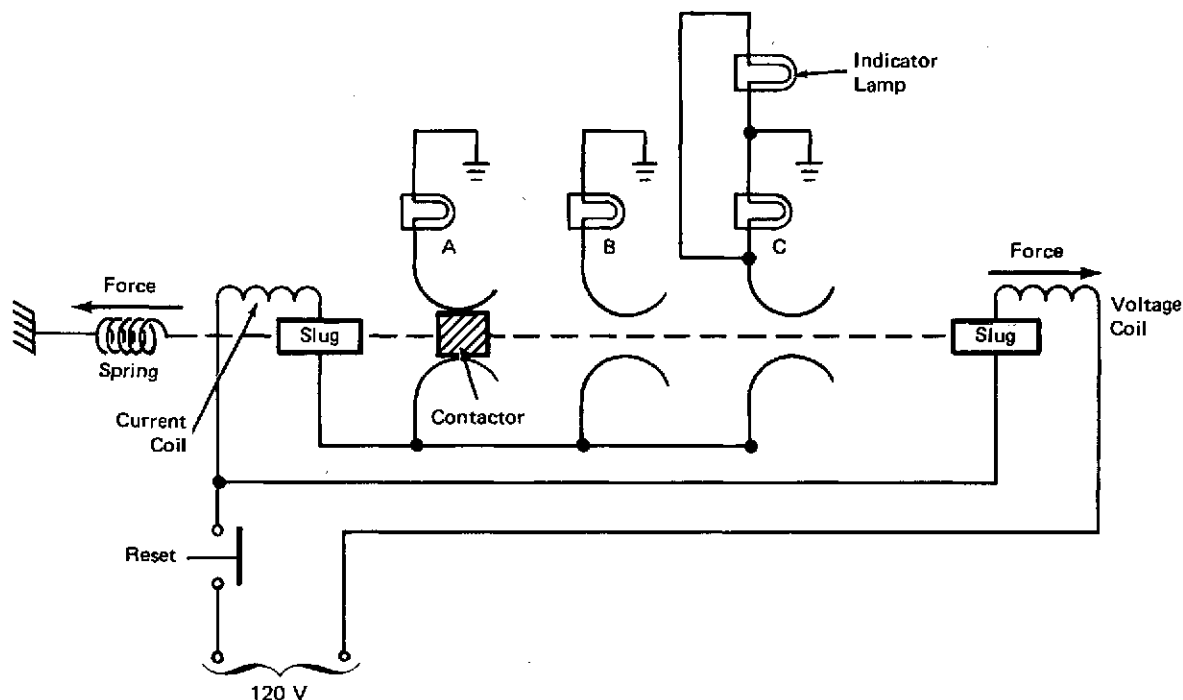 Indicator
Lamp
A
B
C
Force
Force
Voltage
Coil
Slug
Slug
Spring
Contactor
Current
Coil
Reset
120 V